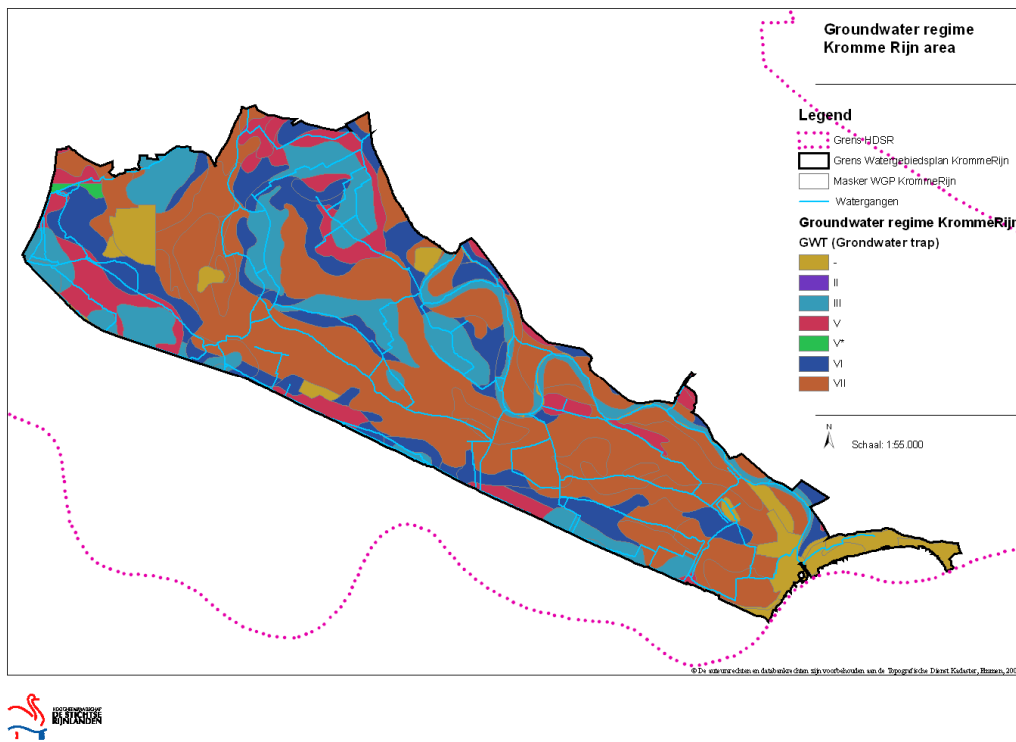 Groundwater regime
Kromme Rijn area
Legend
Grens HDSR
Grens Watergebiedsplan KrommeRijn
Masker WGP KrommeRijn
Watergangen
Groundwater regime KrommeRijn
GWT (Grondwater trap)
-
II
III
V
V*
VI
VII
N
Schaal: 1:55.000
© De auteursrechten en databankrechten zijn voorbehouden aan de Topografische Dienst Kadaster, Emmen, 200
HOOGHEEMRAADSCHAP
DE STICHTSE
RIJNLANDEN